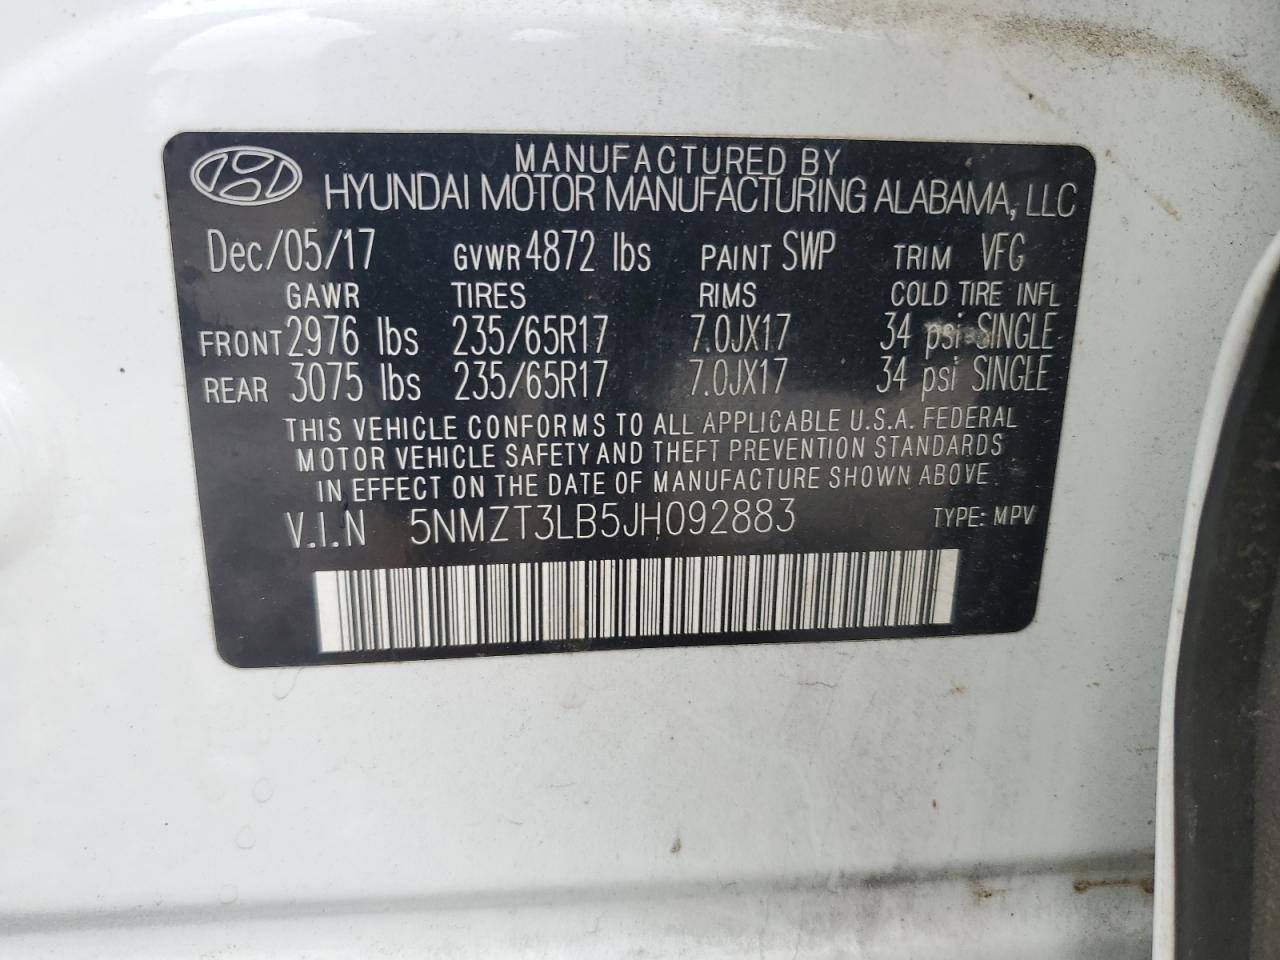 MANUFACTURED BY
HYUNDAI MOTOR MANUFACTURING ALABAMA, LLC
Dec/05/17 GVWR 4872 lbs PAINT SWP TRIM VFG
GAWR TIRES RIMS COLD TIRE INFL
FRONT 2976 lbs 235/65R17 7.0JX17 34 psi SINGLE
REAR 3075 lbs 235/65R17 7.0JX17 34 psi SINGLE
THIS VEHICLE CONFORMS TO ALL APPLICABLE U.S.A. FEDERAL
MOTOR VEHICLE SAFETY AND THEFT PREVENTION STANDARDS
IN EFFECT ON THE DATE OF MANUFACTURE SHOWN ABOVE.
V.I.N 5NMZT3LB5JH092883 TYPE: MPV